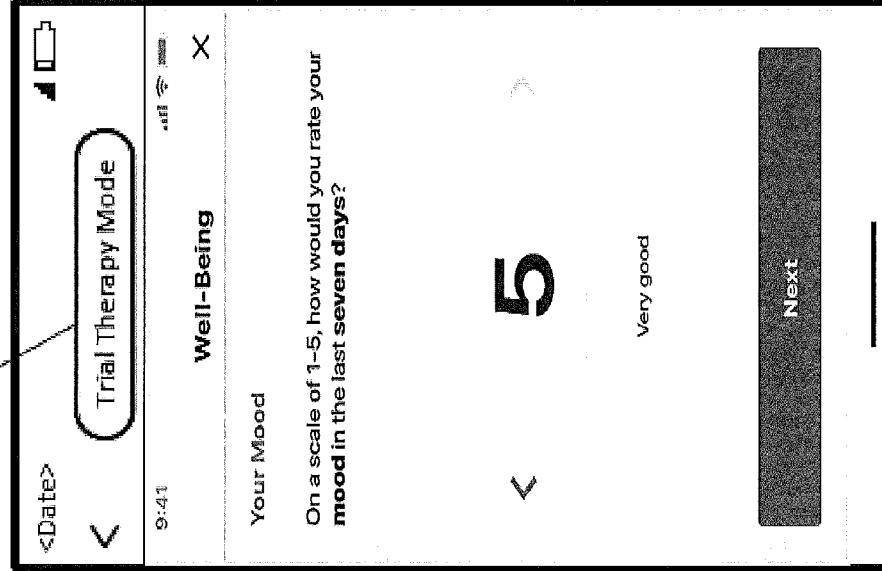 <Date>
Trial Therapy Mode
9:41
Well-Being
Your Mood
On a scale of 1–5, how would you rate your
mood in the last seven days?
5
Very good
Next